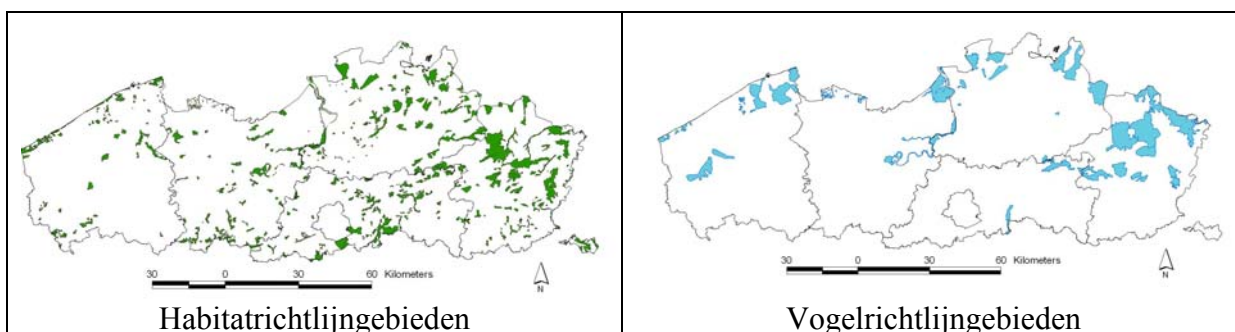 30 0 30 60 Kilometers
N
Habitatrichtlijngebieden
30 0 30 60 Kilometers
N
Vogelrichtlijngebieden